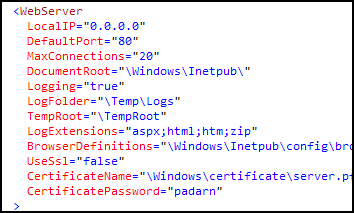 <WebServer
LocalIP="0.0.0.0"
DefaultPort="80"
MaxConnections="20"
DocumentRoot="\Windows\Inetpub\"
Logging="true"
LogFolder="\Temp\Logs"
TempRoot="\TempRoot"
LogExtensions="aspx;html;htm;zip"
BrowserDefinitions="\Windows\Inetpub\config\bro
UseSsl="false"
CertificateName="\Windows\certificate\server.pf
CertificatePassword="padarn"
>